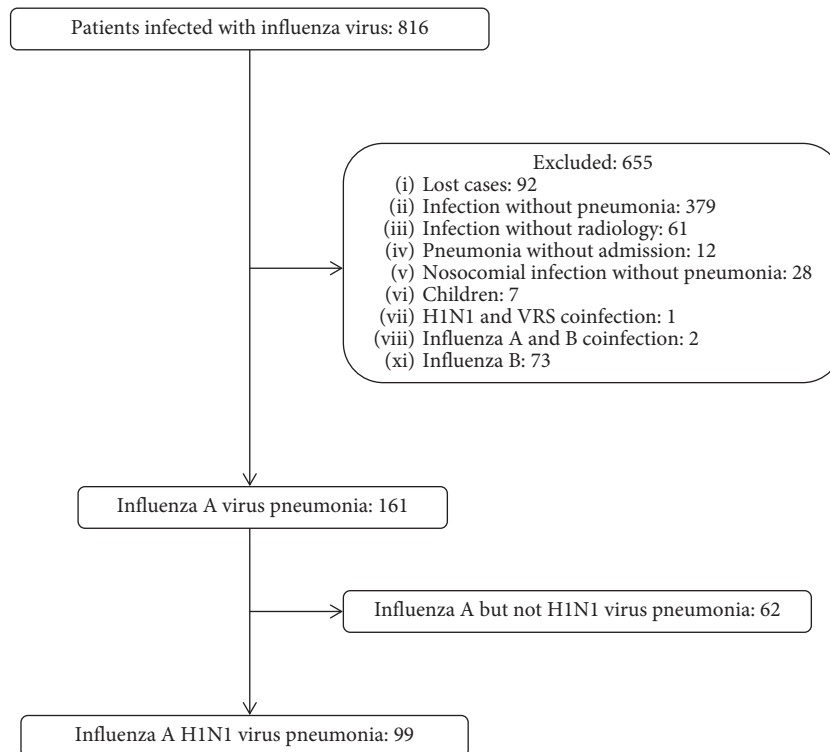 Patients infected with influenza virus: 816
Excluded: 655
(i) Lost cases: 92
(ii) Infection without pneumonia: 379
(iii) Infection without radiology: 61
(iv) Pneumonia without admission: 12
(v) Nosocomial infection without pneumonia: 28
(vi) Children: 7
(vii) H1N1 and VRS coinfection: 1
(viii) Influenza A and B coinfection: 2
(xi) Influenza B: 73
Influenza A virus pneumonia: 161
Influenza A but not H1N1 virus pneumonia: 62
Influenza A H1N1 virus pneumonia: 99